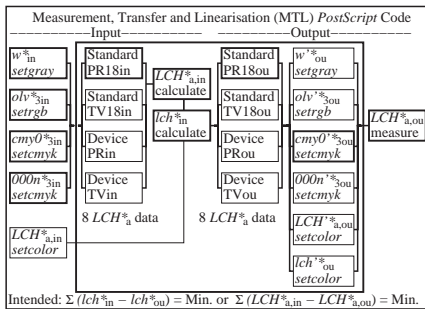 Measurement, Transfer and Linearisation (MTL) PostScript Code
Input
Output
w*in
setgray
olv*3in
setrgb
cmy0*3in
setcmyk
000n*3in
setcmyk
LCH*a,in
setcolor
Standard
PR18in
Standard
TV18in
Device
PRin
Device
TVin
8 LCH*a data
LCH*a,in
calculate
lch*in
calculate
Standard
PR18ou
Standard
TV18ou
Device
PRou
Device
TVou
8 LCH*a data
w'*ou
setgray
olv'*3ou
setrgb
cmy0'*3ou
setcmyk
000n'*3ou
setcmyk
LCH'*a,ou
setcolor
lch'*ou
setcolor
LCH*a,ou
measure
Intended: Σ (lch*in – lch*ou) = Min. or Σ (LCH*a,in – LCH*a,ou) = Min.